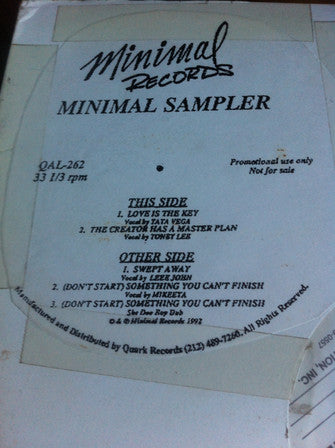 Minimal
RECORDS
MINIMAL SAMPLER
QAL-262
33 1/3 rpm
Promotional use only
Not for sale
THIS SIDE
1. LOVE IS THE KEY
Vocal by TATA VEGA
2. THE CREATOR HAS A MASTER PLAN
Vocal by TONEY LEE
OTHER SIDE
1. SWEPT AWAY
Vocal by LEEE JOHN
2. (DON'T START) SOMETHING YOU CAN'T FINISH
Vocal by MIKEETA
3. (DON'T START) SOMETHING YOU CAN'T FINISH
She Doo Bop Dub
© & ℗ Minimal Records 1992
Manufactured and Distributed by Quark Records (212) 489-7260. All Rights Reserved.
INC.